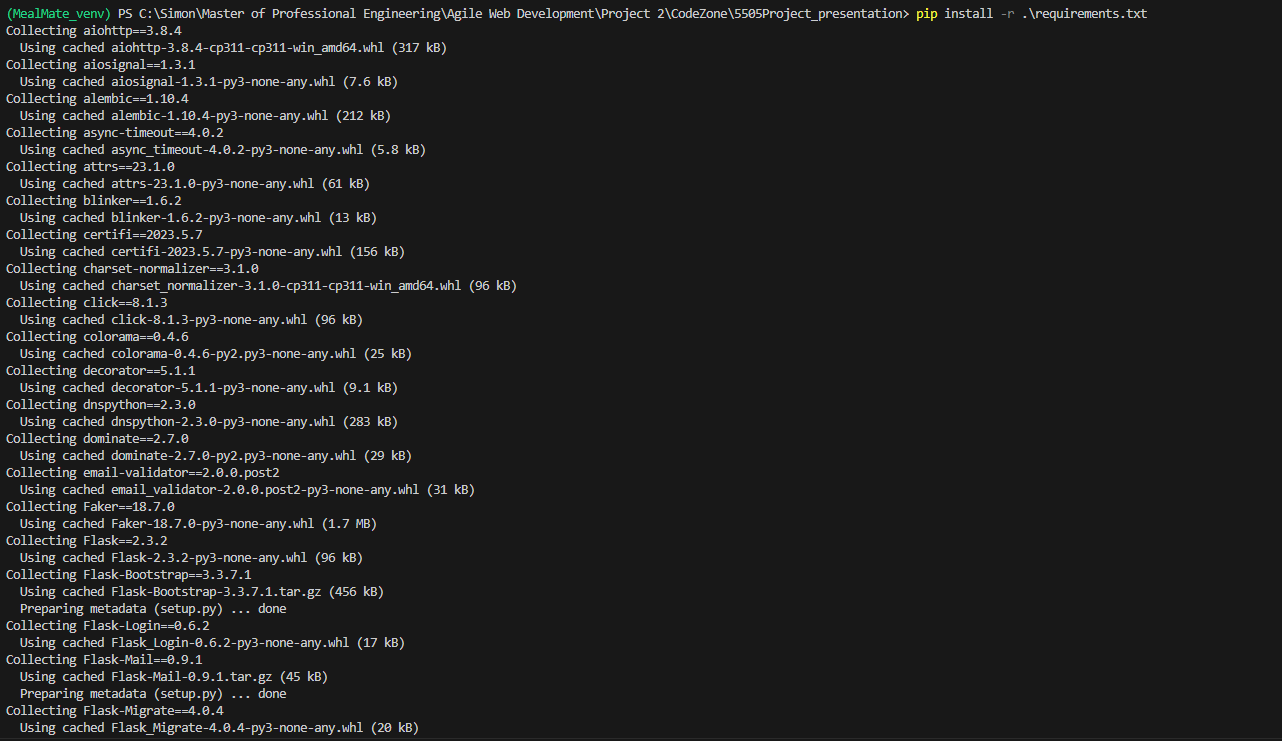 (MealMate_venv) PS C:\Simon\Master of Professional Engineering\Agile Web Development\Project 2\CodeZone\5505Project_presentation> pip install -r .\requirements.txt
Collecting aiohttp==3.8.4
  Using cached aiohttp-3.8.4-cp311-cp311-win_amd64.whl (317 kB)
Collecting aiosignal==1.3.1
  Using cached aiosignal-1.3.1-py3-none-any.whl (7.6 kB)
Collecting alembic==1.10.4
  Using cached alembic-1.10.4-py3-none-any.whl (212 kB)
Collecting async-timeout==4.0.2
  Using cached async_timeout-4.0.2-py3-none-any.whl (5.8 kB)
Collecting attrs==23.1.0
  Using cached attrs-23.1.0-py3-none-any.whl (61 kB)
Collecting blinker==1.6.2
  Using cached blinker-1.6.2-py3-none-any.whl (13 kB)
Collecting certifi==2023.5.7
  Using cached certifi-2023.5.7-py3-none-any.whl (156 kB)
Collecting charset-normalizer==3.1.0
  Using cached charset_normalizer-3.1.0-cp311-cp311-win_amd64.whl (96 kB)
Collecting click==8.1.3
  Using cached click-8.1.3-py3-none-any.whl (96 kB)
Collecting colorama==0.4.6
  Using cached colorama-0.4.6-py2.py3-none-any.whl (25 kB)
Collecting decorator==5.1.1
  Using cached decorator-5.1.1-py3-none-any.whl (9.1 kB)
Collecting dnspython==2.3.0
  Using cached dnspython-2.3.0-py3-none-any.whl (283 kB)
Collecting dominate==2.7.0
  Using cached dominate-2.7.0-py2.py3-none-any.whl (29 kB)
Collecting email-validator==2.0.0.post2
  Using cached email_validator-2.0.0.post2-py3-none-any.whl (31 kB)
Collecting Faker==18.7.0
  Using cached Faker-18.7.0-py3-none-any.whl (1.7 MB)
Collecting Flask==2.3.2
  Using cached Flask-2.3.2-py3-none-any.whl (96 kB)
Collecting Flask-Bootstrap==3.3.7.1
  Using cached Flask-Bootstrap-3.3.7.1.tar.gz (456 kB)
  Preparing metadata (setup.py) ... done
Collecting Flask-Login==0.6.2
  Using cached Flask_Login-0.6.2-py3-none-any.whl (17 kB)
Collecting Flask-Mail==0.9.1
  Using cached Flask-Mail-0.9.1.tar.gz (45 kB)
  Preparing metadata (setup.py) ... done
Collecting Flask-Migrate==4.0.4
  Using cached Flask_Migrate-4.0.4-py3-none-any.whl (20 kB)